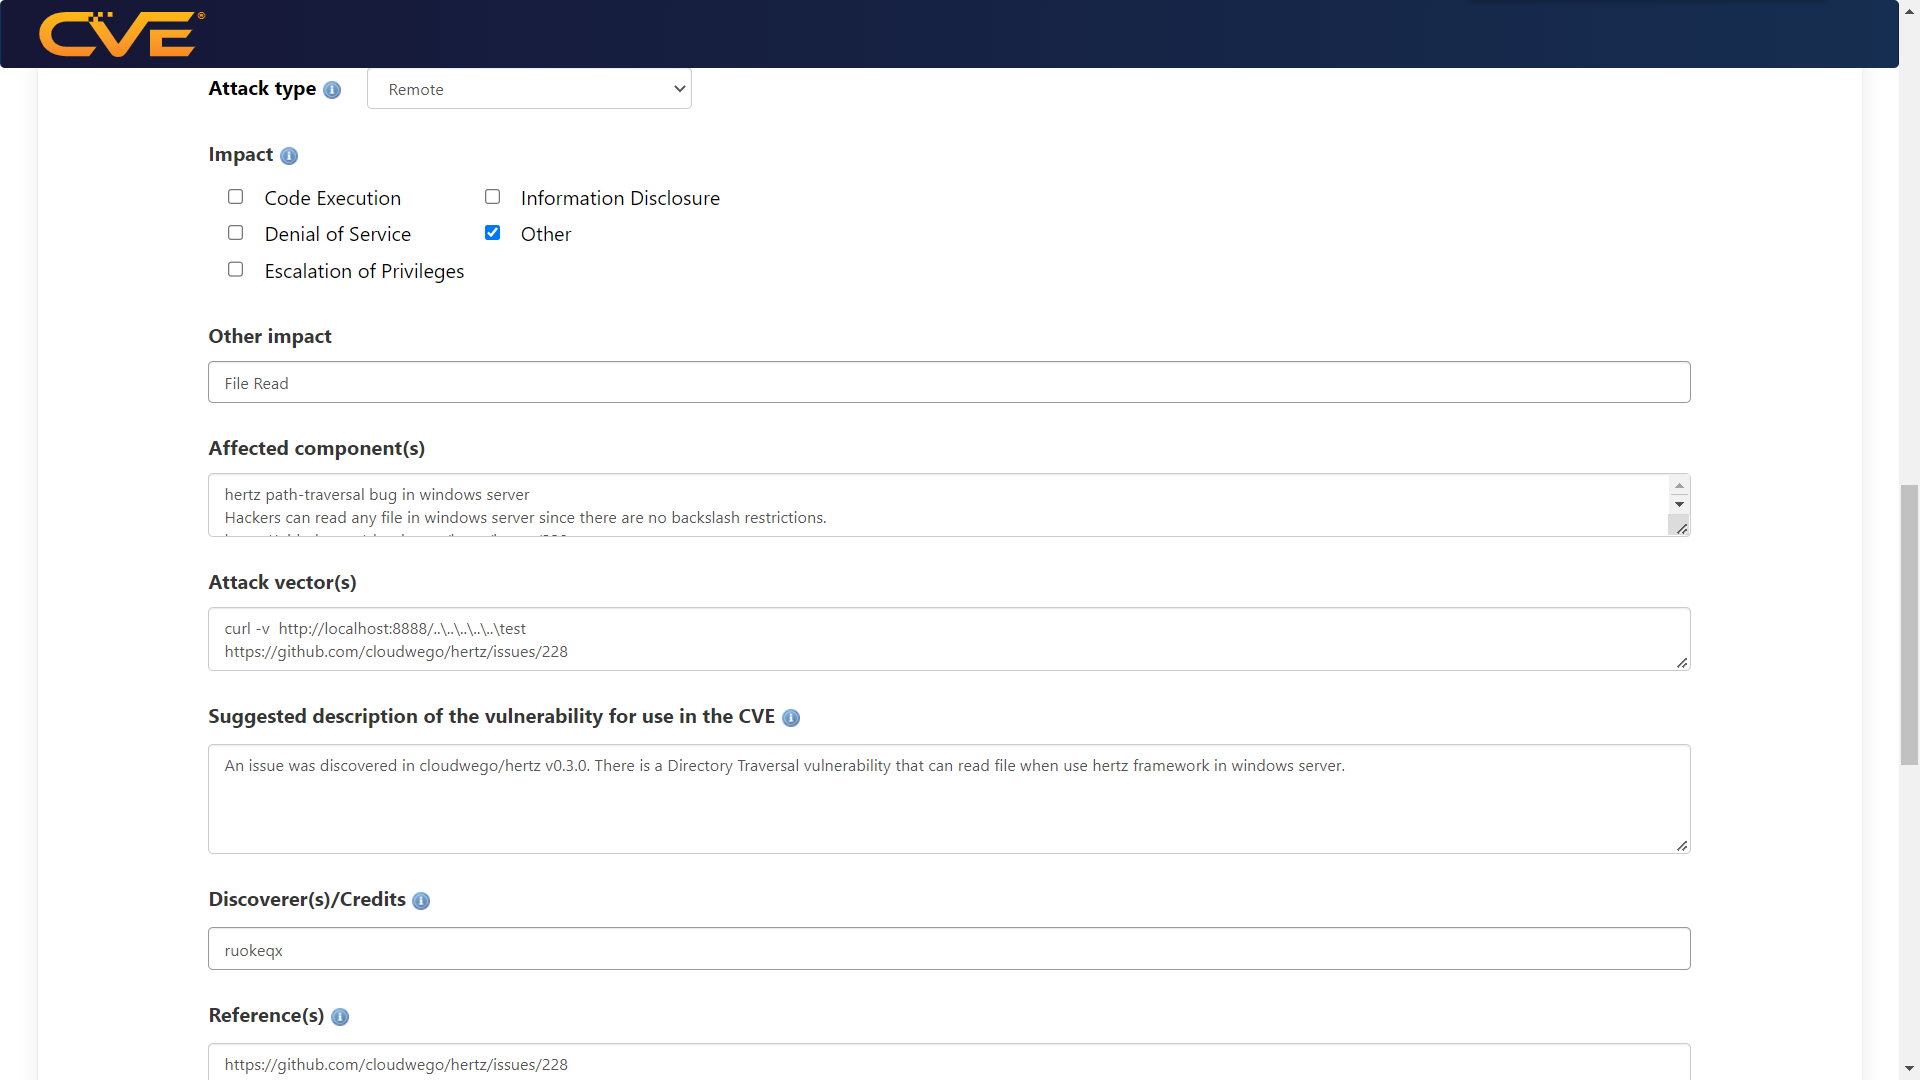 CVE®
Attack type
Remote
Impact
Code Execution
Information Disclosure
Denial of Service
Other
Escalation of Privileges
Other impact
File Read
Affected component(s)
hertz path-traversal bug in windows server
Hackers can read any file in windows server since there are no backslash restrictions.
Attack vector(s)
curl -v  http://localhost:8888/..\..\..\..\..\test
https://github.com/cloudwego/hertz/issues/228
Suggested description of the vulnerability for use in the CVE
An issue was discovered in cloudwego/hertz v0.3.0. There is a Directory Traversal vulnerability that can read file when use hertz framework in windows server.
Discoverer(s)/Credits
ruokeqx
Reference(s)
https://github.com/cloudwego/hertz/issues/228